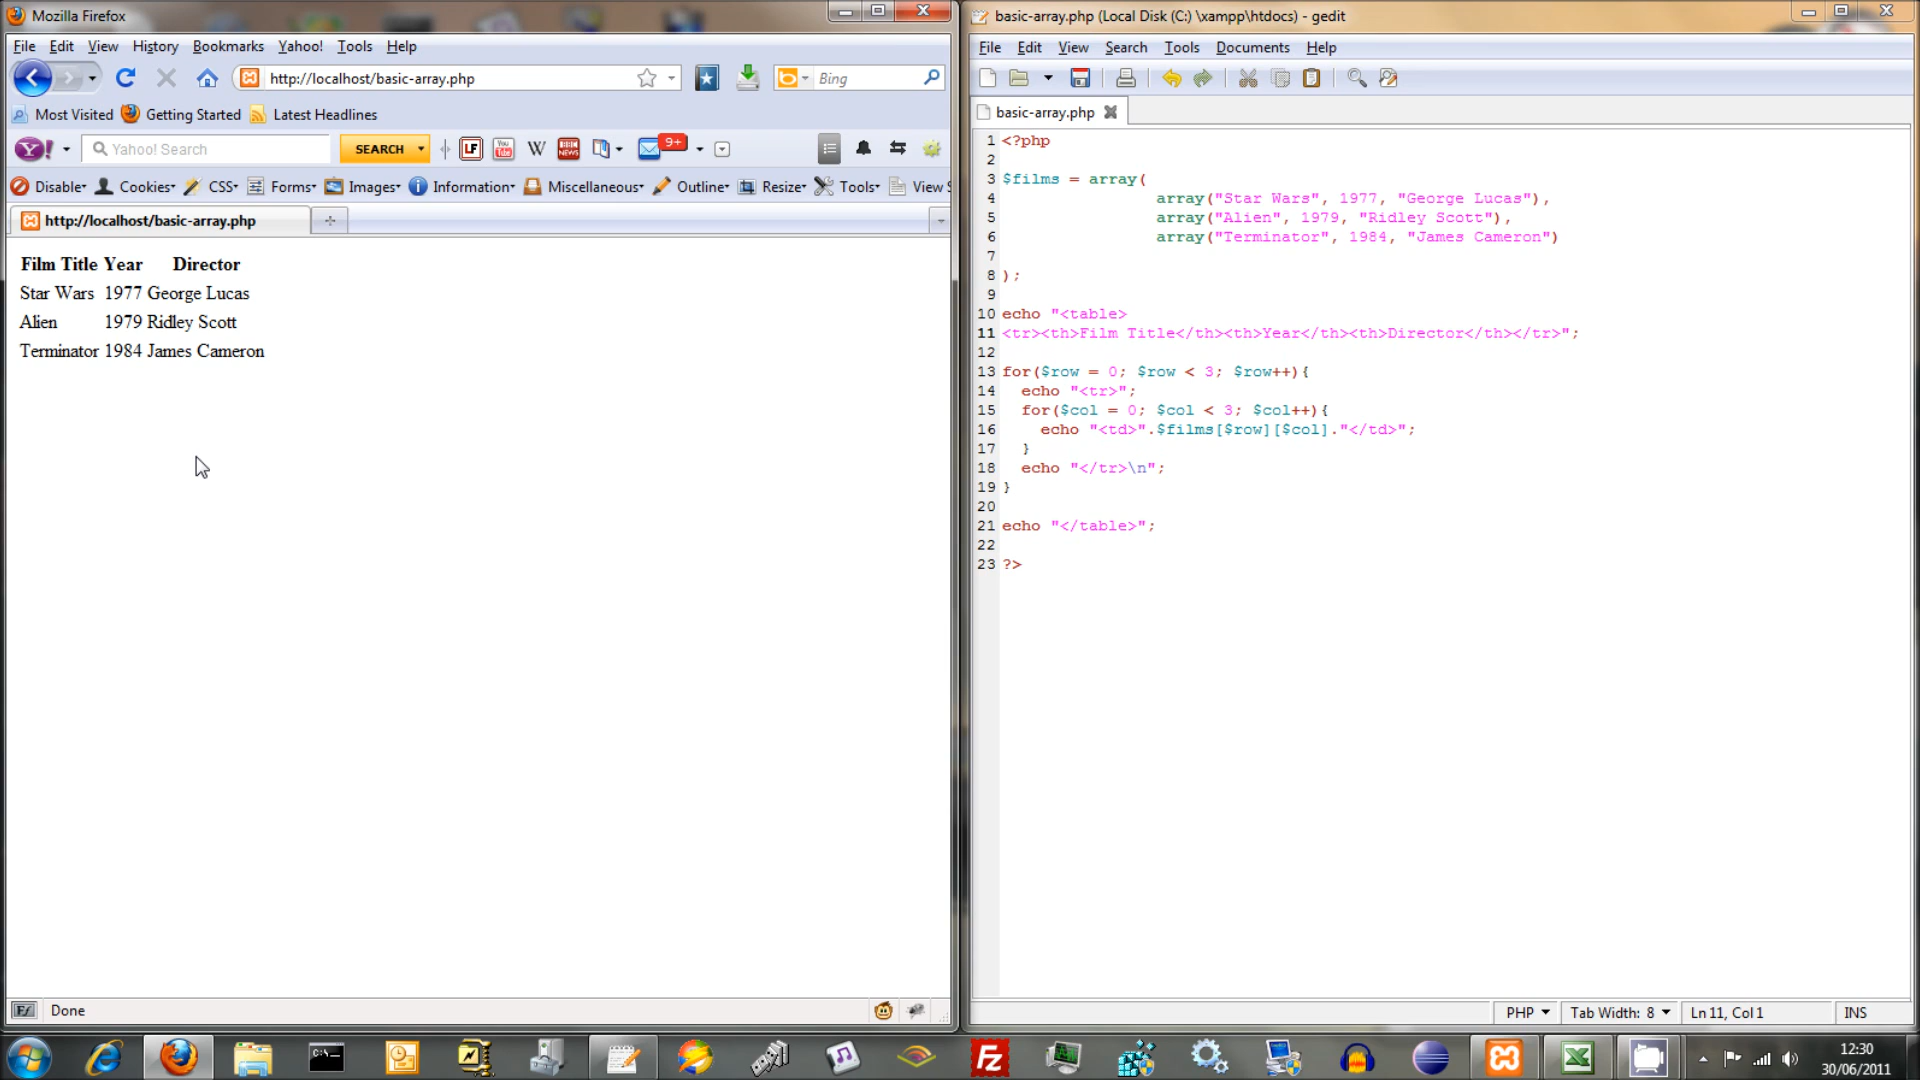 Mozilla Firefox
File Edit View History Bookmarks Yahoo! Tools Help
http://localhost/basic-array.php
Bing
Most Visited Getting Started Latest Headlines
Y! Yahoo! Search SEARCH LF You Tube W BBC NEWS 9+
Disable Cookies CSS Forms Images Information Miscellaneous Outline Resize Tools View S
http://localhost/basic-array.php
Film Title Year Director
Star Wars 1977 George Lucas
Alien 1979 Ridley Scott
Terminator 1984 James Cameron
Done
basic-array.php (Local Disk (C:) \xampp\htdocs) - gedit
File Edit View Search Tools Documents Help
basic-array.php
1 <?php
2
3 $films = array(
4 array("Star Wars", 1977, "George Lucas"),
5 array("Alien", 1979, "Ridley Scott"),
6 array("Terminator", 1984, "James Cameron")
7
8 );
9
10 echo "<table>
11 <tr><th>Film Title</th><th>Year</th><th>Director</th></tr>";
12
13 for($row = 0; $row < 3; $row++){
14 echo "<tr>";
15 for($col = 0; $col < 3; $col++){
16 echo "<td>".$films[$row][$col]."</td>";
17 }
18 echo "</tr>\n";
19 }
20
21 echo "</table>";
22
23 ?>
PHP Tab Width: 8 Ln 11, Col 1 INS
C:\
Fz
12:30
30/06/2011